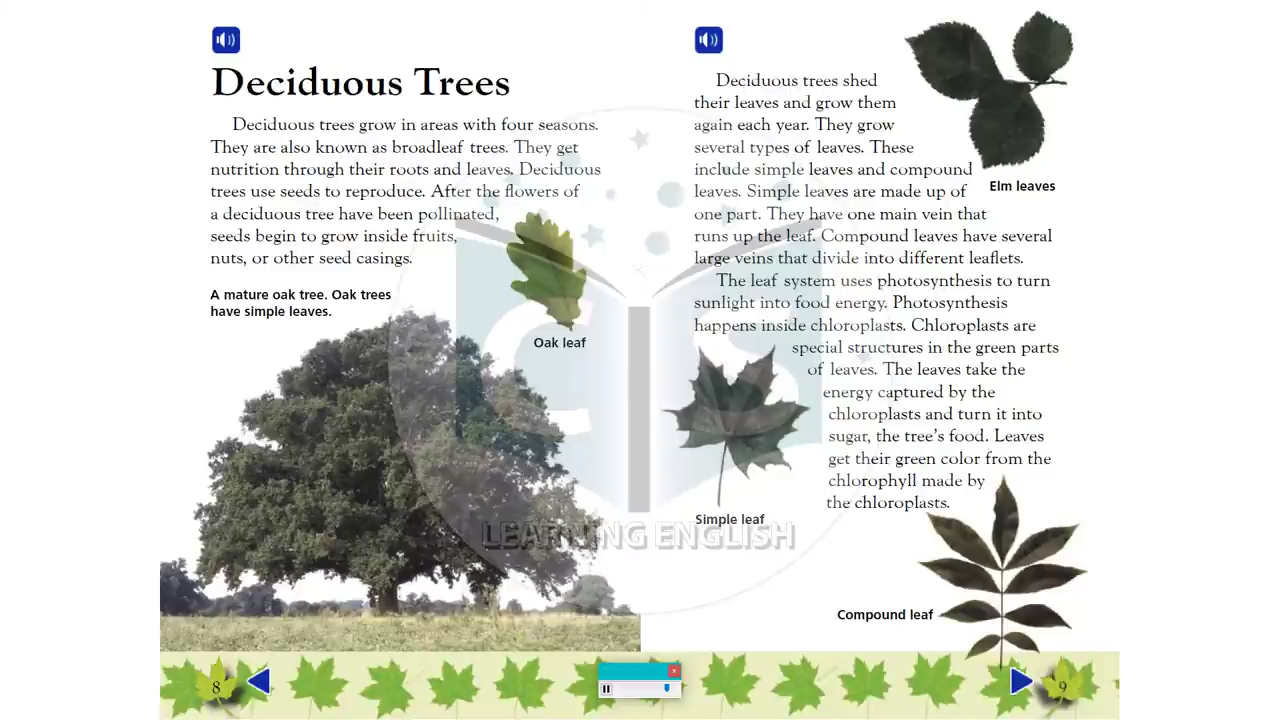 Deciduous Trees
Deciduous trees grow in areas with four seasons.
They are also known as broadleaf trees. They get
nutrition through their roots and leaves. Deciduous
trees use seeds to reproduce. After the flowers of
a deciduous tree have been pollinated,
seeds begin to grow inside fruits,
nuts, or other seed casings.
A mature oak tree. Oak trees
have simple leaves.
Oak leaf
8
Deciduous trees shed
their leaves and grow them
again each year. They grow
several types of leaves. These
include simple leaves and compound
leaves. Simple leaves are made up of
one part. They have one main vein that
runs up the leaf. Compound leaves have several
large veins that divide into different leaflets.
The leaf system uses photosynthesis to turn
sunlight into food energy. Photosynthesis
happens inside chloroplasts. Chloroplasts are
special structures in the green parts
of leaves. The leaves take the
energy captured by the
chloroplasts and turn it into
sugar, the tree's food. Leaves
get their green color from the
chlorophyll made by
the chloroplasts.
Elm leaves
Simple leaf
Compound leaf
9
LEARNING ENGLISH